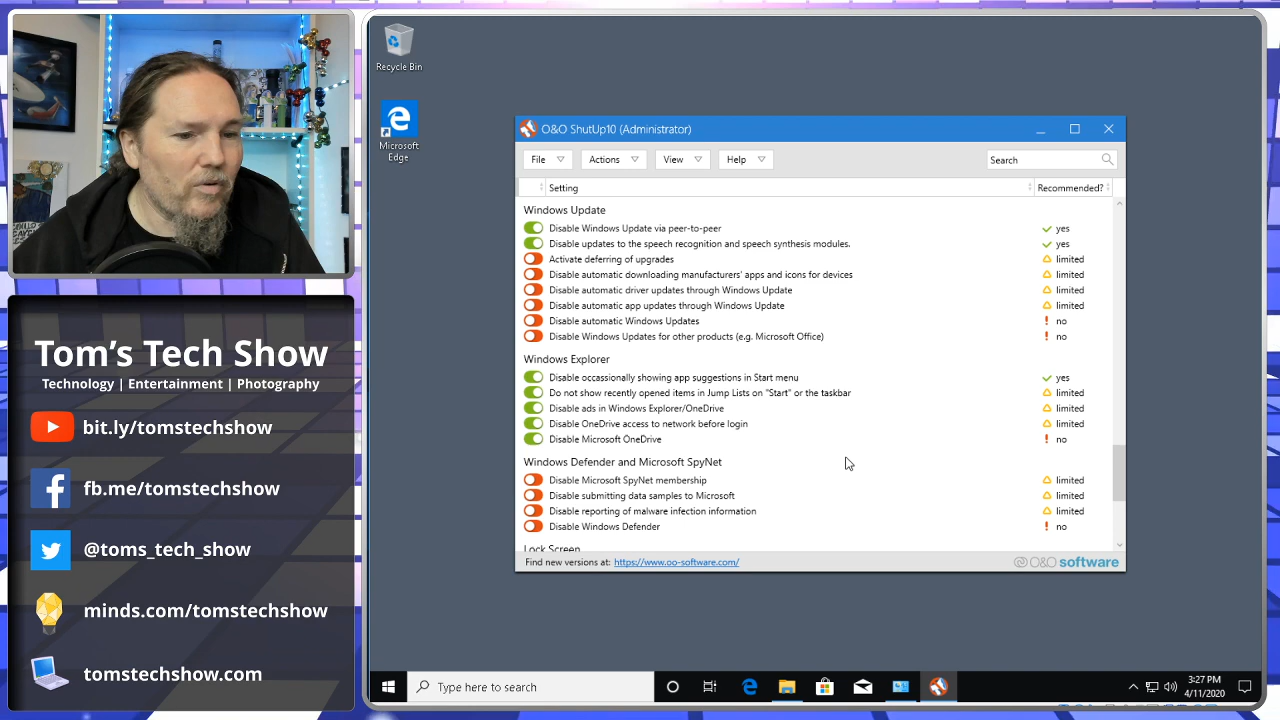 Recycle Bin
Microsoft
Edge
O&O ShutUp10 (Administrator)
File Actions View Help Search
Setting Recommended?
Windows Update
Disable Windows Update via peer-to-peer yes
Disable updates to the speech recognition and speech synthesis modules. yes
Activate deferring of upgrades limited
Disable automatic downloading manufacturers' apps and icons for devices limited
Disable automatic driver updates through Windows Update limited
Disable automatic app updates through Windows Update limited
Disable automatic Windows Updates no
Disable Windows Updates for other products (e.g. Microsoft Office) no
Windows Explorer
Disable occassionally showing app suggestions in Start menu yes
Do not show recently opened items in Jump Lists on "Start" or the taskbar limited
Disable ads in Windows Explorer/OneDrive limited
Disable OneDrive access to network before login limited
Disable Microsoft OneDrive no
Windows Defender and Microsoft SpyNet
Disable Microsoft SpyNet membership limited
Disable submitting data samples to Microsoft limited
Disable reporting of malware infection information limited
Disable Windows Defender no
Lock Screen
Find new versions at: https://www.oo-software.com/ O&O software
Tom's Tech Show
Technology | Entertainment | Photography
bit.ly/tomstechshow
fb.me/tomstechshow
@toms_tech_show
minds.com/tomstechshow
tomstechshow.com
Type here to search
3:27 PM
4/11/2020